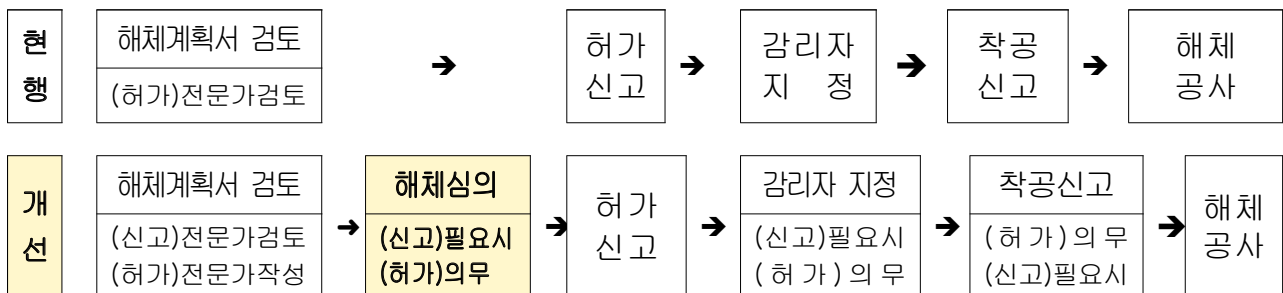 현행
해체계획서 검토
(허가)전문가검토
➔
허가
신고
➔
감리자
지 정
➔
착공
신고
➔
해체
공사
개선
해체계획서 검토
(신고)전문가검토
(허가)전문가작성
➔
해체심의
(신고)필요시
(허가)의무
➔
허가
신고
➔
감리자 지정
(신고)필요시
(허가)의무
➔
착공신고
(허가)의무
(신고)필요시
➔
해체
공사